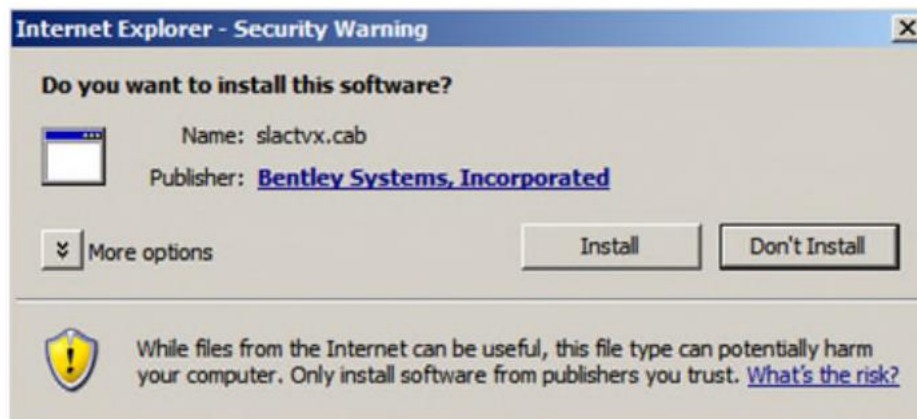 Internet Explorer - Security Warning
Do you want to install this software?
Name: slactvx.cab
Publisher: Bentley Systems, Incorporated
More options
Install
Don't Install
While files from the Internet can be useful, this file type can potentially harm
your computer. Only install software from publishers you trust. What's the risk?